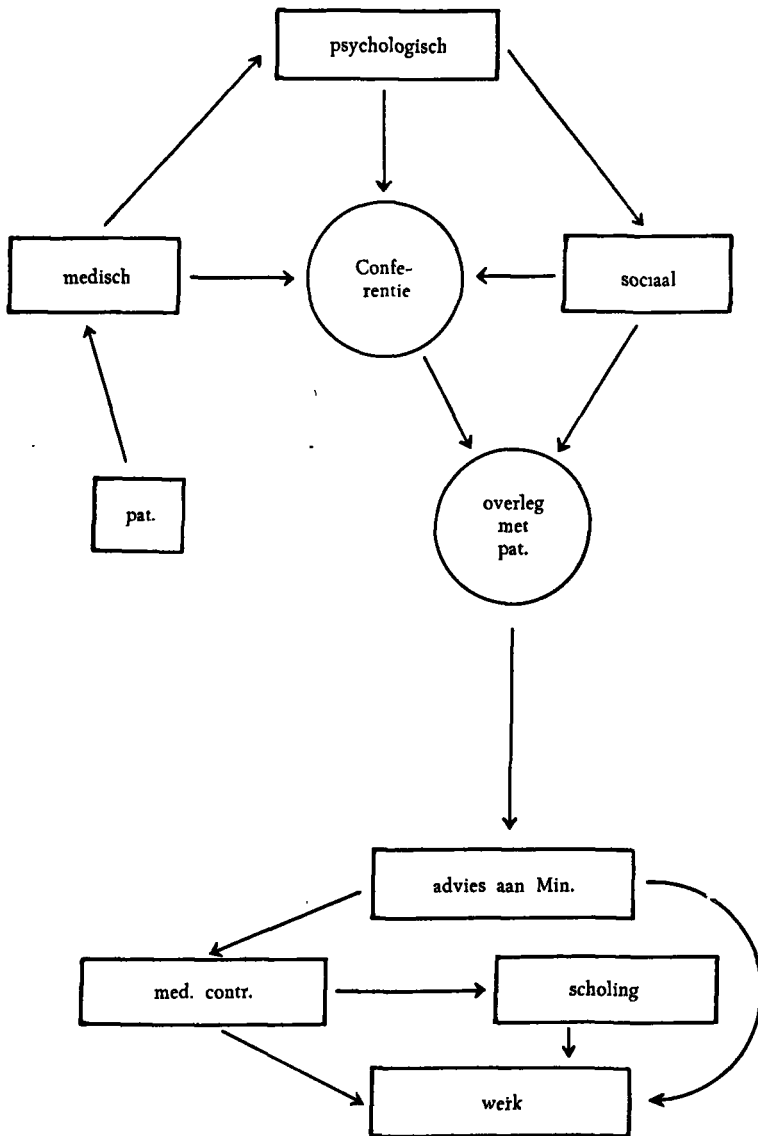 psychologisch
medisch
Confe-
rentie
sociaal
pat.
overleg
met
pat.
advies aan Min.
med. contr.
scholing
werk